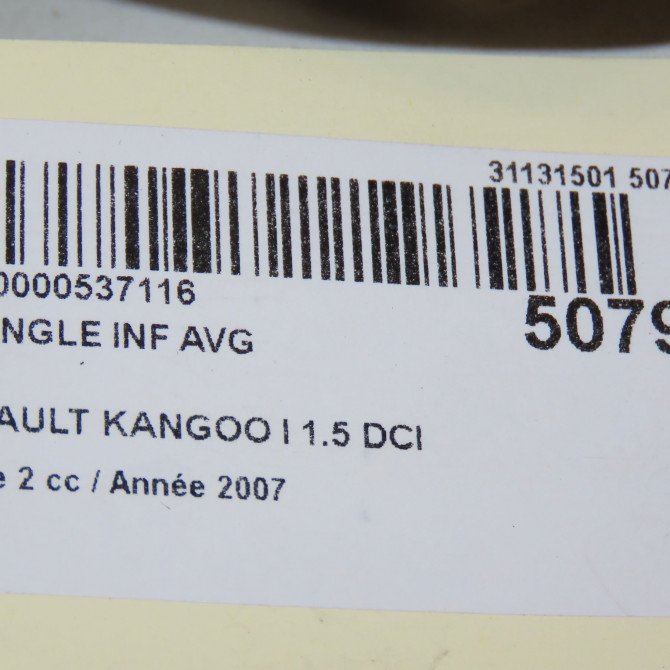 31131501 507
0000537116
5079
NGLE INF AVG
AULT KANGOO I 1.5 DCI
e 2 cc / Année 2007